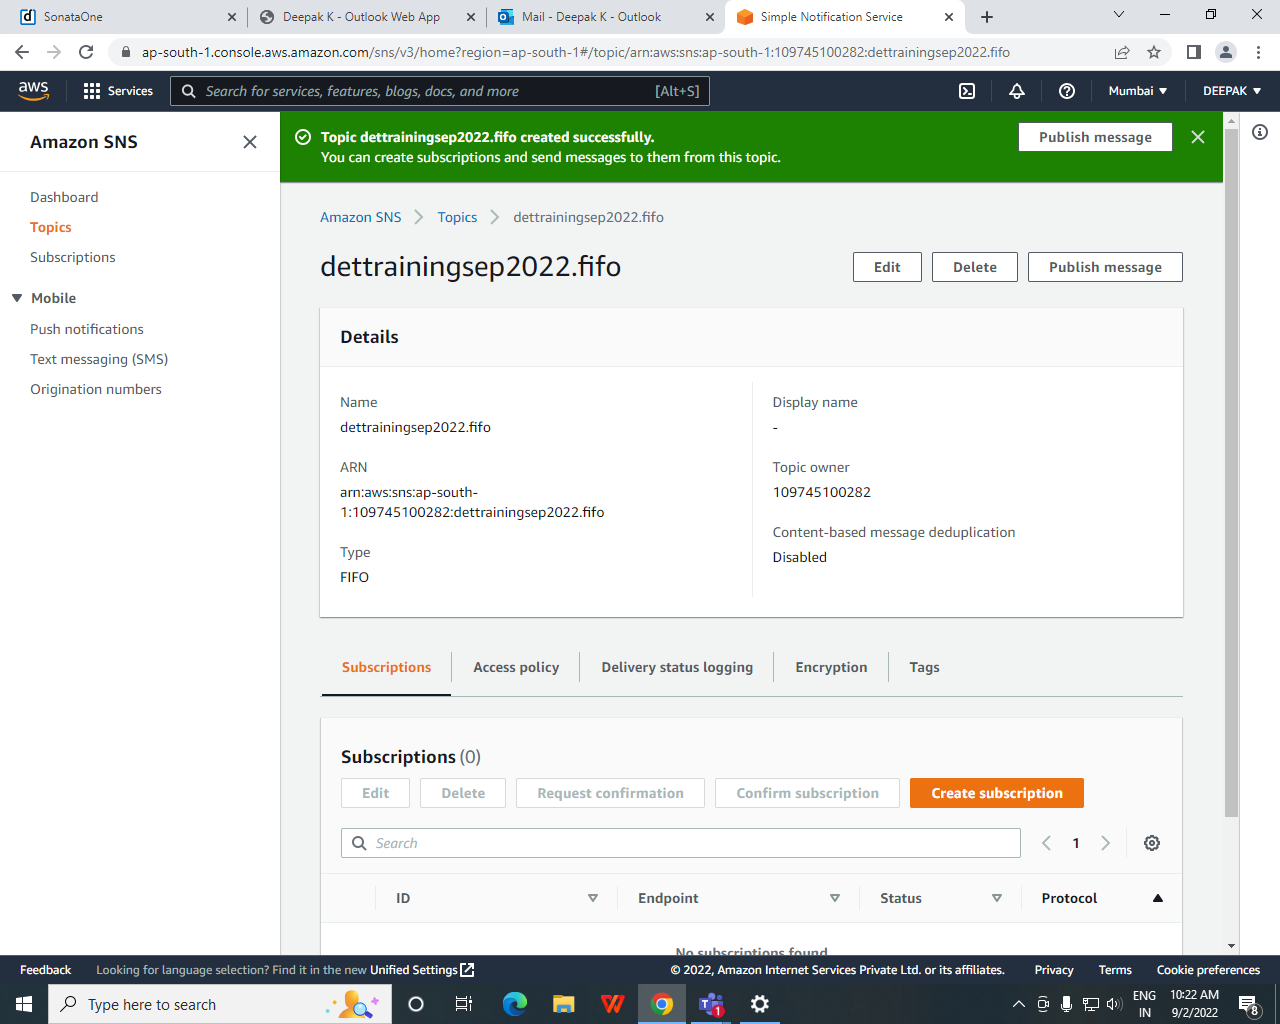 SonataOne
Deepak K - Outlook Web App
Mail - Deepak K - Outlook
Simple Notification Service
ap-south-1.console.aws.amazon.com/sns/v3/home?region=ap-south-1#/topic/arn:aws:sns:ap-south-1:109745100282:dettrainingsep2022.fifo
aws
Services
Search for services, features, blogs, docs, and more
[Alt+S]
Mumbai
DEEPAK
Amazon SNS
Dashboard
Topics
Subscriptions
Mobile
Push notifications
Text messaging (SMS)
Origination numbers
Topic dettrainingsep2022.fifo created successfully.
You can create subscriptions and send messages to them from this topic.
Publish message
Amazon SNS
Topics
dettrainingsep2022.fifo
dettrainingsep2022.fifo
Edit
Delete
Publish message
Details
Name
dettrainingsep2022.fifo
ARN
arn:aws:sns:ap-south-
1:109745100282:dettrainingsep2022.fifo
Type
FIFO
Display name
-
Topic owner
109745100282
Content-based message deduplication
Disabled
Subscriptions
Access policy
Delivery status logging
Encryption
Tags
Subscriptions (0)
Edit
Delete
Request confirmation
Confirm subscription
Create subscription
Search
1
ID
Endpoint
Status
Protocol
No subscriptions found
Feedback
Looking for language selection? Find it in the new Unified Settings
© 2022, Amazon Internet Services Private Ltd. or its affiliates.
Privacy
Terms
Cookie preferences
Type here to search
1
ENG
IN
10:22 AM
9/2/2022
8